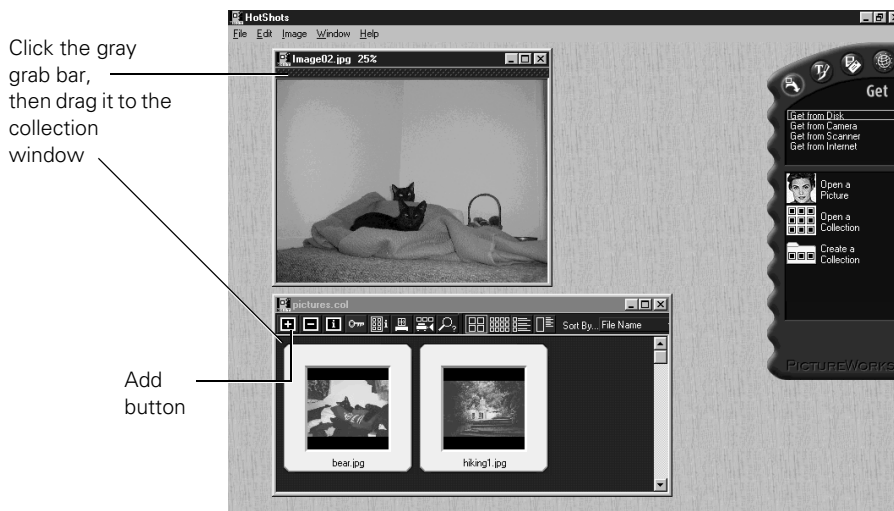 HotShots
File Edit Image Window Help
Click the gray
grab bar,
then drag it to the
collection
window
Image02.jpg 25%
Get
Get from Disk
Get from Camera
Get from Scanner
Get from Internet
Open a
Picture
Open a
Collection
Create a
Collection
PICTUREWORKS
pictures.col
Sort By... File Name
Add
button
bear.jpg
hiking1.jpg